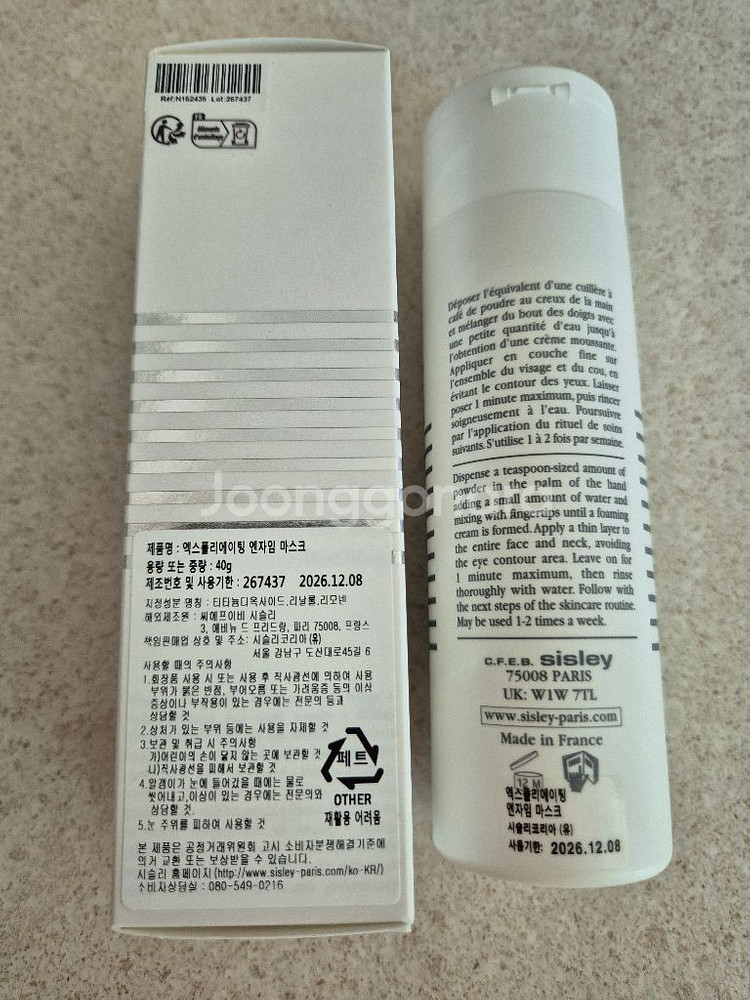 Ref:N162435 Lot:267437
FR
제품명 : 엑스폴리에이팅 엔자임 마스크
용량 또는 중량 : 40g
제조번호 및 사용기한 : 267437 2026.12.08
지정성분 명칭 : 티타늄디옥사이드,리날룰,리모넨
해외제조원 : 씨에프이비 시슬리
3, 에비뉴 드 프리드랑, 파리 75008, 프랑스
책임판매업 상호 및 주소: 시슬리코리아(유)
서울 강남구 도산대로45길 6
사용할 때의 주의사항
1.화장품 사용 시 또는 사용 후 직사광선에 의하여 사용
부위가 붉은 반점, 부어오름 또는 가려움증 등의 이상
증상이나 부작용이 있는 경우에는 전문의 등과
상담할 것
2.상처가 있는 부위 등에는 사용을 자제할 것
3.보관 및 취급 시 주의사항
가)어린이의 손이 닿지 않는 곳에 보관할 것
나)직사광선을 피해서 보관할 것
4.알갱이가 눈에 들어갔을 때에는 물로
씻어내고,이상이 있는 경우에는 전문의와
상담할 것.
5.눈 주위를 피하여 사용할 것
페트
OTHER
재활용 어려움
본 제품은 공정거래위원회 고시 소비자분쟁해결기준에
의거 교환 또는 보상받을 수 있습니다.
시슬리 홈페이지(http://www.sisley-paris.com/ko-KR/)
소비자상담실 : 080-549-0216
Déposer l'équivalent d'une cuillère à
café de poudre au creux de la main
et mélanger du bout des doigts avec
une petite quantité d'eau jusqu'à
l'obtention d'une crème moussante.
Appliquer en couche fine sur
l'ensemble du visage et du cou, en
évitant le contour des yeux. Laisser
poser 1 minute maximum, puis rincer
soigneusement à l'eau. Poursuivre
par l'application du rituel de soins
suivants. S'utilise 1 à 2 fois par semaine.
Dispense a teaspoon-sized amount of
powder in the palm of the hand
adding a small amount of water and
mixing with fingertips until a foaming
cream is formed. Apply a thin layer to
the entire face and neck, avoiding
the eye contour area. Leave on for
1 minute maximum, then rinse
thoroughly with water. Follow with
the next steps of the skincare routine.
May be used 1-2 times a week.
C.F.E.B. sisley
75008 PARIS
UK: W1W 7TL
www.sisley-paris.com
Made in France
12 M
엑스폴리에이팅
엔자임 마스크
시슬리코리아 (유)
사용기한: 2026.12.08